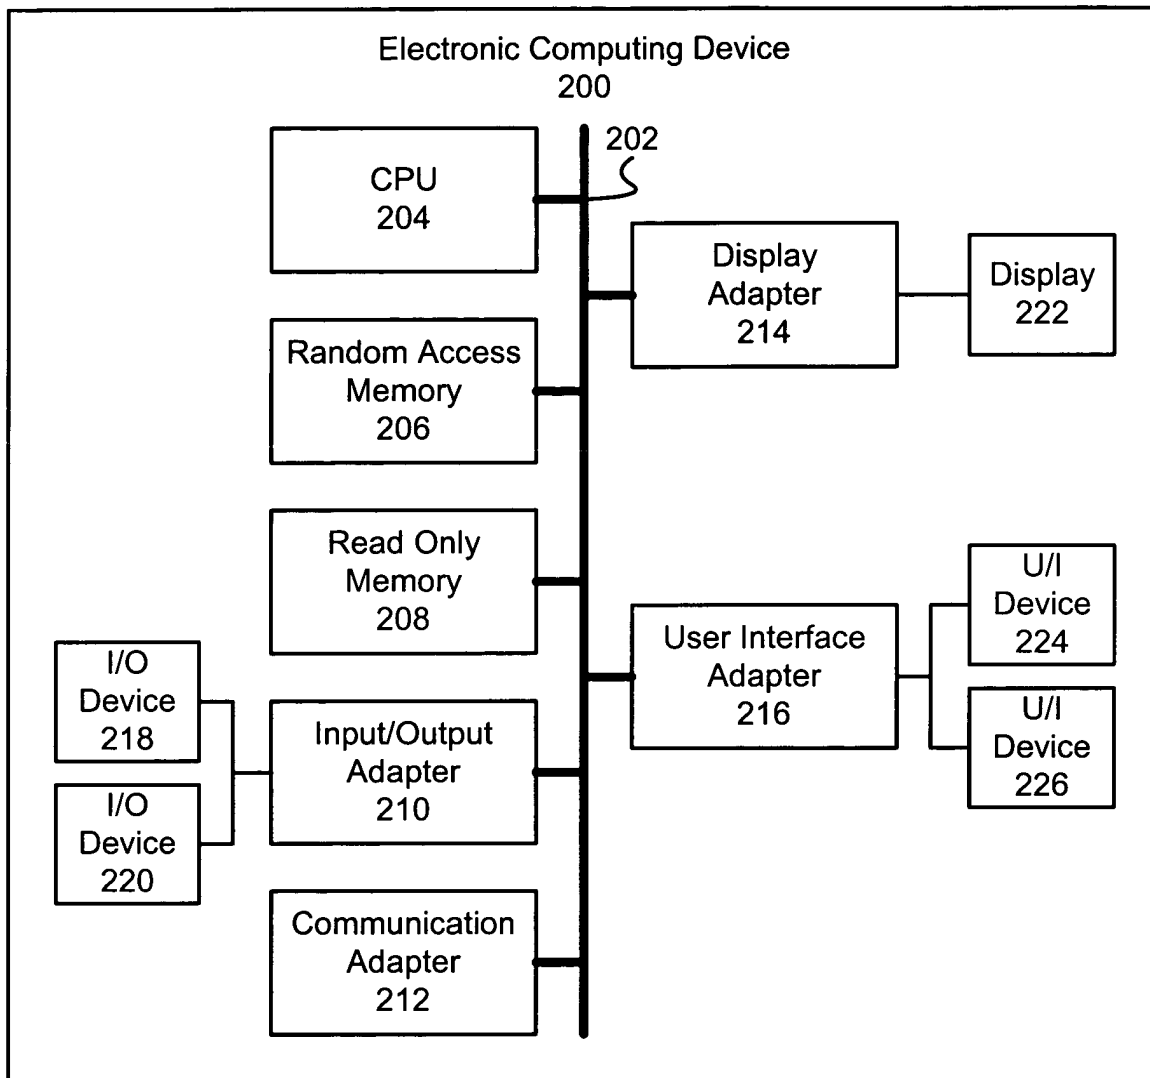 Electronic Computing Device
200
202
CPU
204
Display
Adapter
214
Display
222
Random Access
Memory
206
Read Only
Memory
208
U/I
Device
224
User Interface
Adapter
216
U/I
Device
226
I/O
Device
218
Input/Output
Adapter
210
I/O
Device
220
Communication
Adapter
212